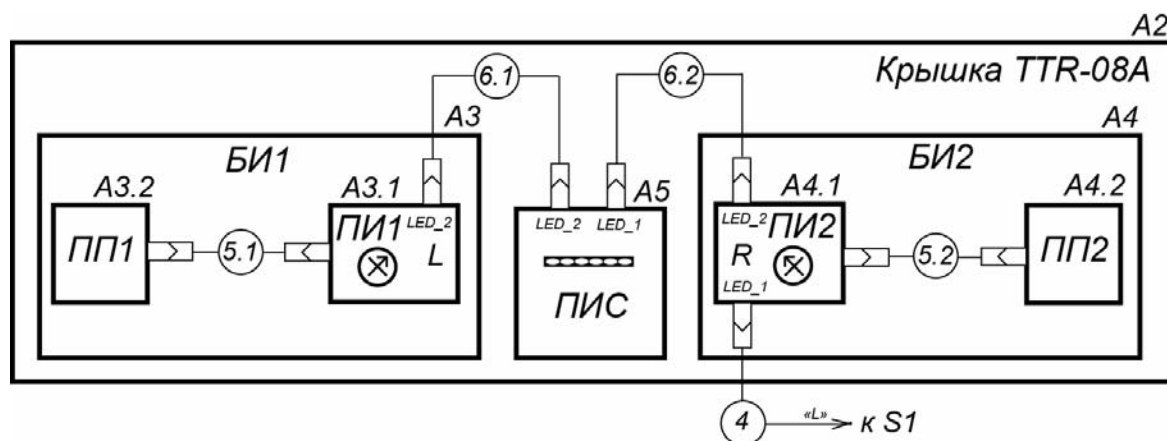 A2
Крышка TTR-08A
6.1
6.2
A3
A4
БИ1
БИ2
A3.2
A3.1
A5
A4.1
A4.2
ПП1
5.1
ПИ1
LED_2
L
LED_2
LED_1
ПИС
LED_2
ПИ2
R
LED_1
5.2
ПП2
4
«L»
к S1